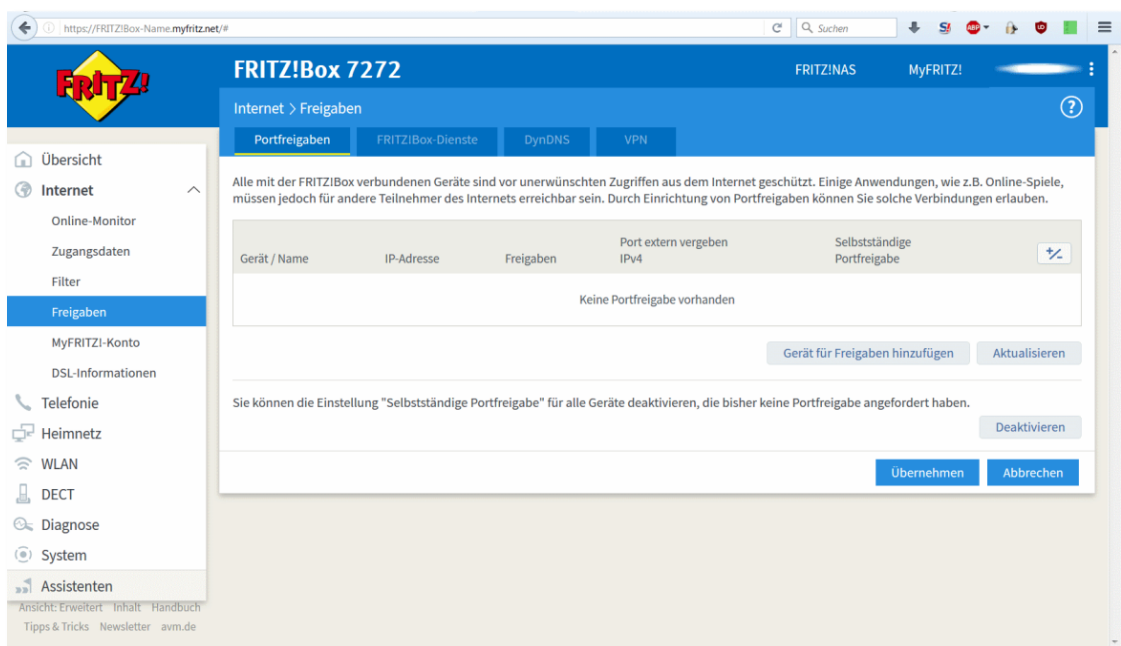 https://FRITZ!Box-Name.myfritz.net/#
Suchen
FRITZ!
FRITZ!Box 7272
FRITZ!NAS
MyFRITZ!
Internet > Freigaben
Portfreigaben
FRITZ!Box-Dienste
DynDNS
VPN
Übersicht
Internet
Online-Monitor
Zugangsdaten
Filter
Freigaben
MyFRITZ!-Konto
DSL-Informationen
Telefonie
Heimnetz
WLAN
DECT
Diagnose
System
Assistenten
Ansicht: Erweitert Inhalt Handbuch
Tipps & Tricks Newsletter avm.de
Alle mit der FRITZ!Box verbundenen Geräte sind vor unerwünschten Zugriffen aus dem Internet geschützt. Einige Anwendungen, wie z.B. Online-Spiele,
müssen jedoch für andere Teilnehmer des Internets erreichbar sein. Durch Einrichtung von Portfreigaben können Sie solche Verbindungen erlauben.
Gerät / Name
IP-Adresse
Freigaben
Port extern vergeben
IPv4
Selbstständige
Portfreigabe
Keine Portfreigabe vorhanden
Gerät für Freigaben hinzufügen
Aktualisieren
Sie können die Einstellung "Selbstständige Portfreigabe" für alle Geräte deaktivieren, die bisher keine Portfreigabe angefordert haben.
Deaktivieren
Übernehmen
Abbrechen